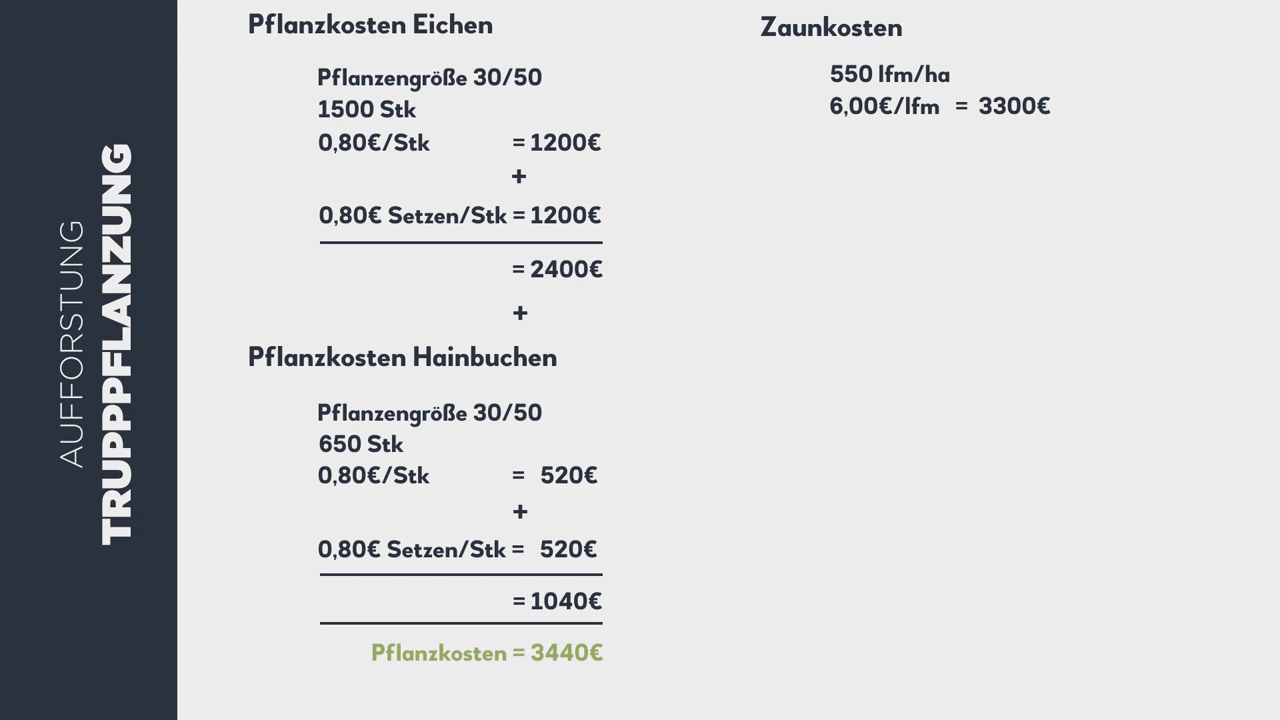 AUFFORSTUNG
TRUPPPFLANZUNG
Pflanzkosten Eichen
Pflanzengröße 30/50
1500 Stk
0,80€/Stk = 1200€
+
0,80€ Setzen/Stk = 1200€
= 2400€
+
Pflanzkosten Hainbuchen
Pflanzengröße 30/50
650 Stk
0,80€/Stk = 520€
+
0,80€ Setzen/Stk = 520€
= 1040€
Pflanzkosten = 3440€
Zaunkosten
550 lfm/ha
6,00€/lfm = 3300€